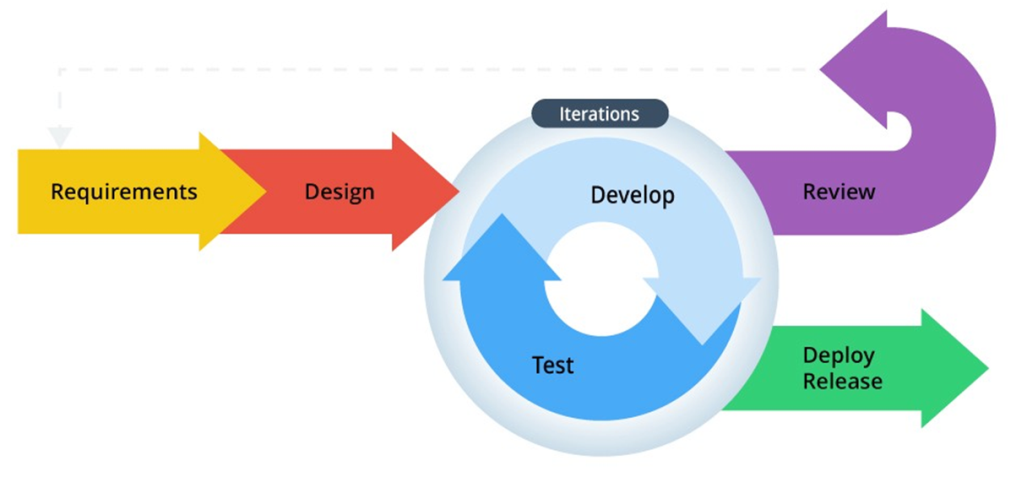 Iterations
Requirements
Design
Develop
Review
Test
Deploy
Release